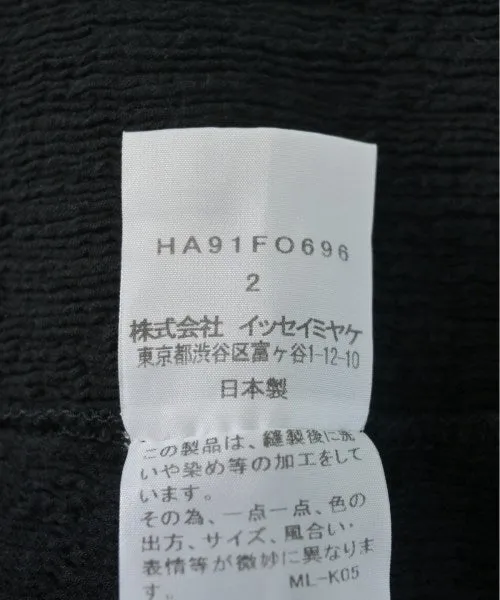 HA91FO696
2
株式会社 イッセイミヤケ
東京都渋谷区富ヶ谷1-12-10
日本製
この製品は、縫製後に洗
いや染め等の加工をして
います。
その為、一点一点、色の
出方、サイズ、風合い・
表情等が微妙に異なりま
す。 ML-K05